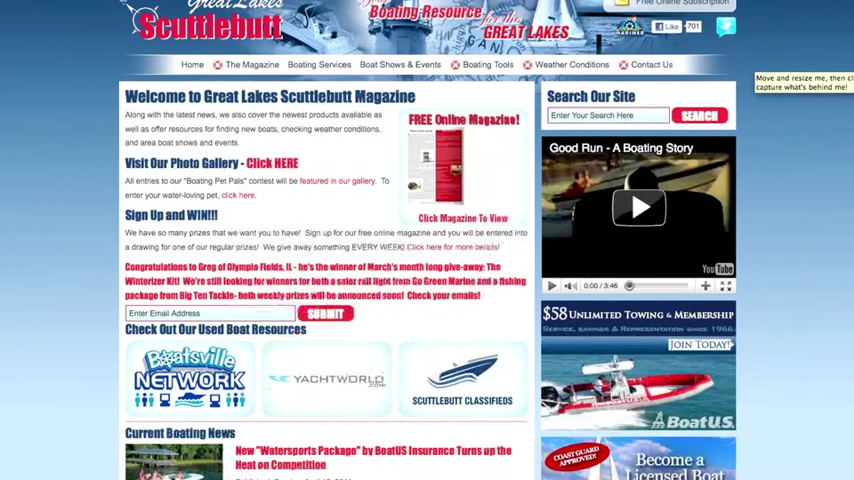 Great Lakes
Scuttlebutt
Boating Resource for the
GREAT LAKES
Free Online Subscription
MARINER
Like 701
Home The Magazine Boating Services Boat Shows & Events Boating Tools Weather Conditions Contact Us
Move and resize me, then cl
capture what's behind me!
Welcome to Great Lakes Scuttlebutt Magazine
Along with the latest news, we also cover the newest products available as
well as offer resources for finding new boats, checking weather conditions,
and area boat shows and events.
FREE Online Magazine!
Click Magazine To View
Visit Our Photo Gallery - Click HERE
All entries to our "Boating Pet Pals" contest will be featured in our gallery. To
enter your water-loving pet, click here.
Sign Up and WIN!!!
We have so many prizes that we want you to have! Sign up for our free online magazine and you will be entered
into a drawing for one of our regular prizes! We give away something EVERY WEEK! Click here for more details!
Congratulations to Greg of Olympia Fields, IL - he's the winner of March's month long give-away: The
Winterizer Kit! We're still looking for winners for both a solar rail light from Go Green Marine and a fishing
package from Big Ten Tackle- both weekly prizes will be announced soon! Check your emails!
Enter Email Address SUBMIT
Check Out Our Used Boat Resources
Boatsville
NETWORK
YACHTWORLD.COM
SCUTTLEBUTT CLASSIFIEDS
Current Boating News
New "Watersports Package" by BoatUS Insurance Turns up the
Heat on Competition
Search Our Site
Enter Your Search Here SEARCH
Good Run - A Boating Story
YouTube
0:00 / 3:46
$58 UNLIMITED TOWING & MEMBERSHIP
SERVICE, SAVINGS & REPRESENTATION SINCE 1966
JOIN TODAY!
BoatU.S.
COAST GUARD
APPROVED!
Become a
Licensed Boat